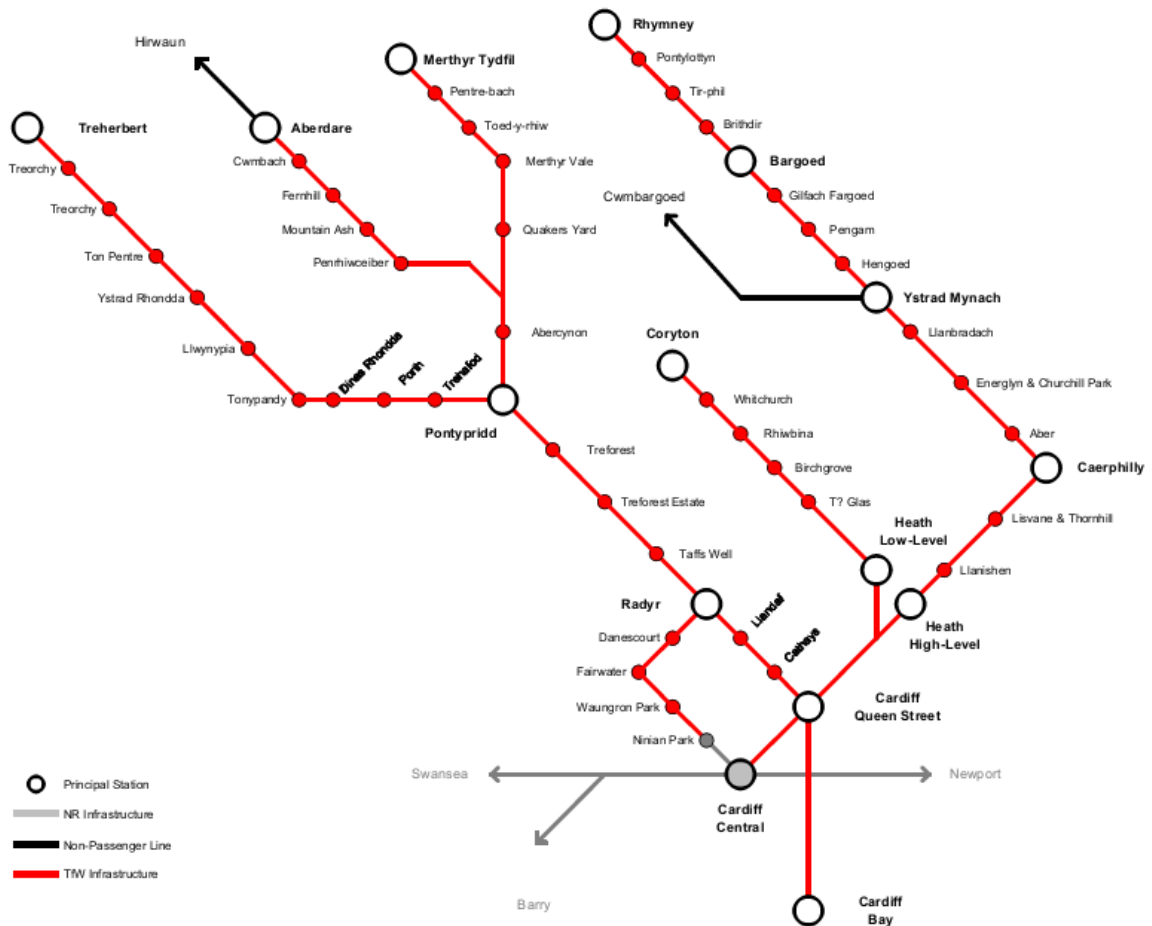 Rhymney
Hirwaun
Pontylottyn
Merthyr Tydfil
Pentre-bach
Tir-phil
Treherbert
Aberdare
Toed-y-rhiw
Brithdir
Cwmbach
Merthyr Vale
Bargoed
Treorchy
Fernhill
Gilfach Fargoed
Cwmbargoed
Treorchy
Mountain Ash
Quakers Yard
Pengam
Ton Pentre
Penrhiwceiber
Hengoed
Ystrad Rhondda
Ystrad Mynach
Abercynon
Coryton
Llanbradach
Llwynypia
Dinas Rhondda
Porth
Trehafod
Energlyn & Churchill Park
Tonypandy
Whitchurch
Pontypridd
Rhiwbina
Aber
Treforest
Birchgrove
Caerphilly
Treforest Estate
T? Glas
Lisvane & Thornhill
Heath
Low-Level
Taffs Well
Llanishen
Radyr
Llandaf
Heath
High-Level
Danescourt
Cathays
Fairwater
Cardiff
Queen Street
Waungron Park
Ninian Park
Swansea
Newport
Cardiff
Central
Principal Station
NR Infrastructure
Non-Passenger Line
TfW Infrastructure
Barry
Cardiff
Bay